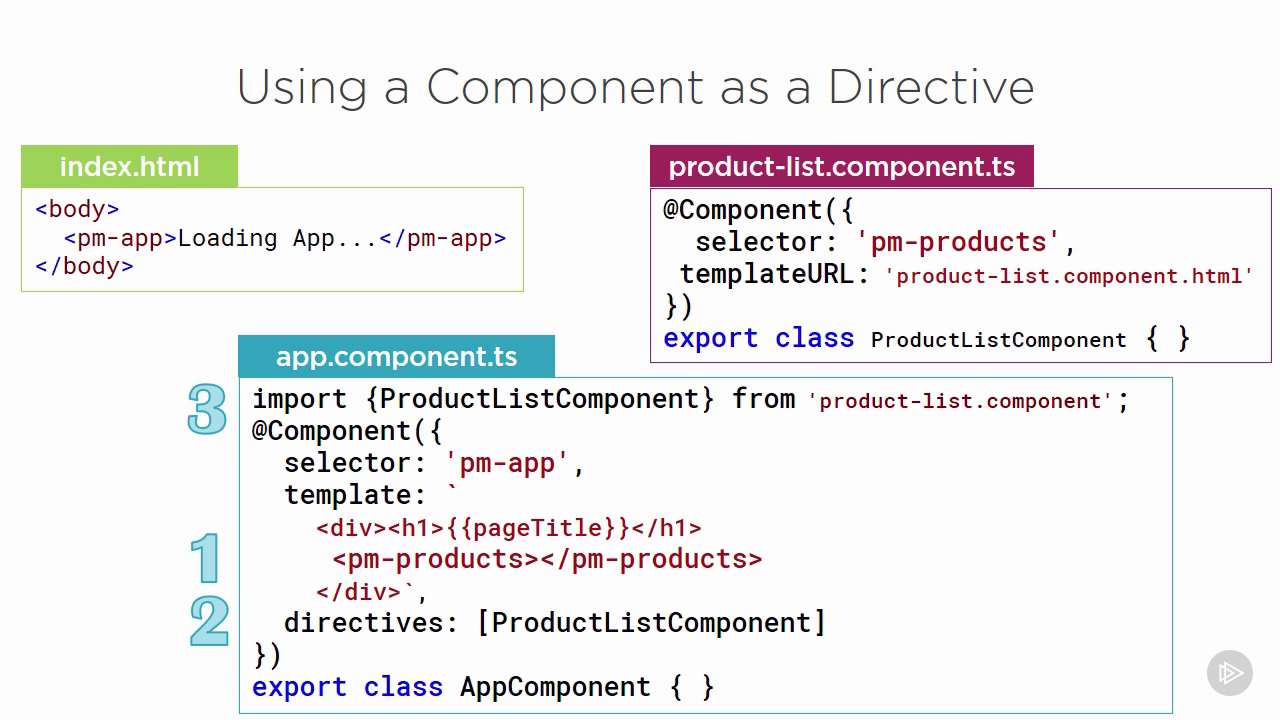 Using a Component as a Directive
index.html
<body>
  <pm-app>Loading App...</pm-app>
</body>
product-list.component.ts
@Component({
  selector: 'pm-products',
 templateURL: 'product-list.component.html'
})
export class ProductListComponent { }
app.component.ts
3
import {ProductListComponent} from 'product-list.component';
@Component({
  selector: 'pm-app',
  template: `
    <div><h1>{{pageTitle}}</h1>
1
     <pm-products></pm-products>
    </div>`,
2
  directives: [ProductListComponent]
})
export class AppComponent { }